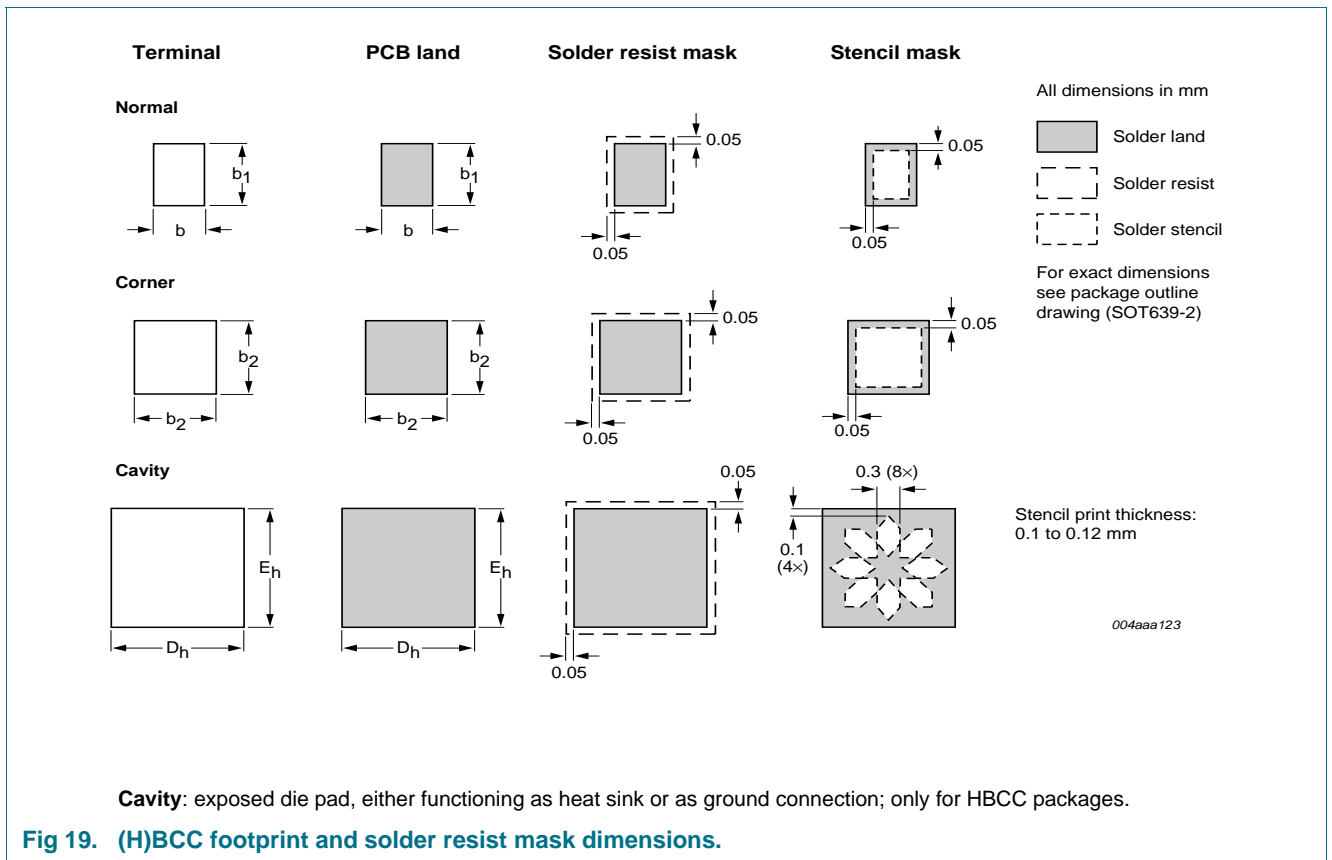 Terminal
PCB land
Solder resist mask
Stencil mask
All dimensions in mm
Solder land
Solder resist
Solder stencil
For exact dimensions
see package outline
drawing (SOT639-2)
Normal
b1
b
b1
b
0.05
0.05
0.05
0.05
Corner
b2
b2
b2
b2
0.05
0.05
0.05
0.05
Cavity
Eh
Dh
Eh
Dh
0.05
0.05
0.3 (8×)
0.1
(4×)
Stencil print thickness:
0.1 to 0.12 mm
004aaa123
Cavity: exposed die pad, either functioning as heat sink or as ground connection; only for HBCC packages.
Fig 19. (H)BCC footprint and solder resist mask dimensions.